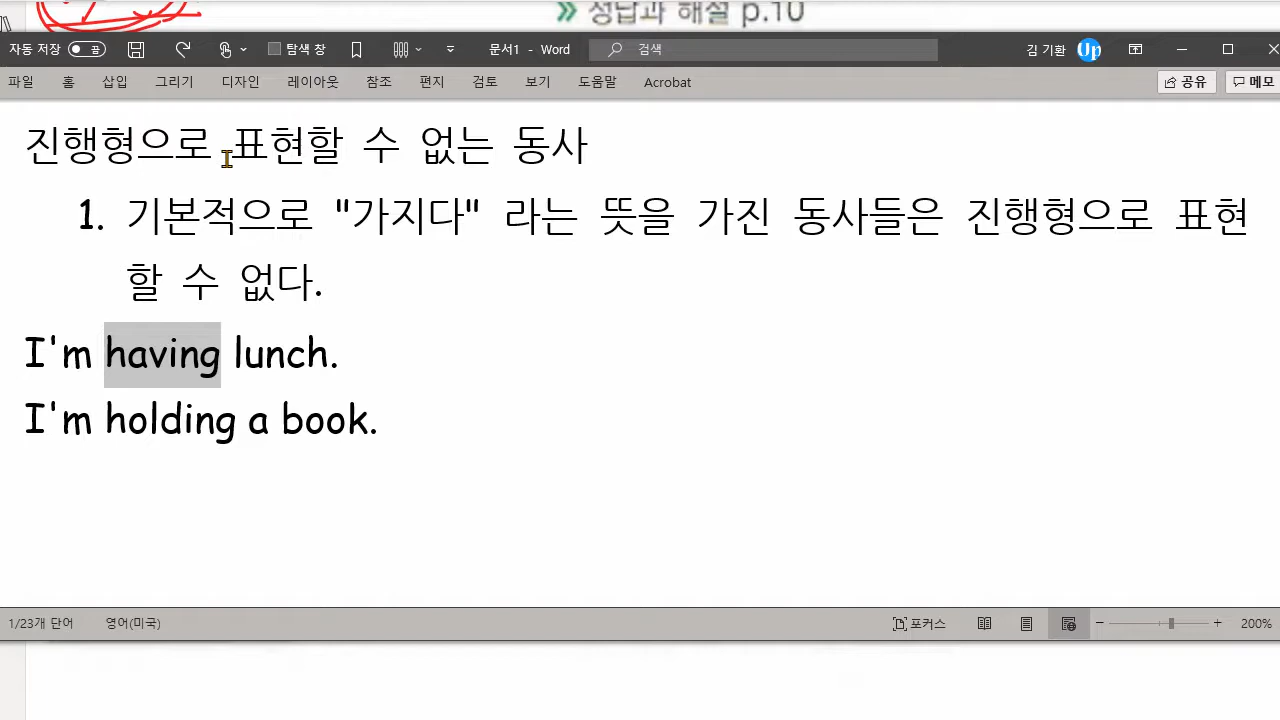 » 정답과 해설 p.10
자동 저장 끔 탐색 창 문서1 - Word 검색 김 기환 Up
파일 홈 삽입 그리기 디자인 레이아웃 참조 편지 검토 보기 도움말 Acrobat 공유 메모
진행형으로 표현할 수 없는 동사
1. 기본적으로 "가지다" 라는 뜻을 가진 동사들은 진행형으로 표현
할 수 없다.
I'm having lunch.
I'm holding a book.
1/23개 단어 영어(미국) 포커스 200%